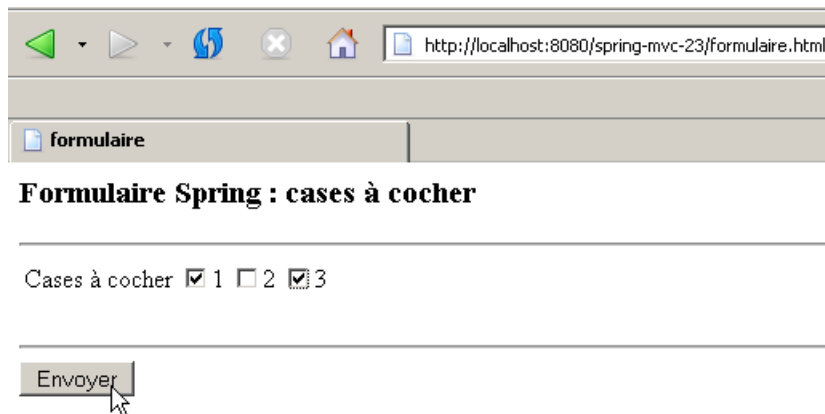 http://localhost:8080/spring-mvc-23/formulaire.html
formulaire
Formulaire Spring : cases à cocher
Cases à cocher 1 2 3
Envoyer